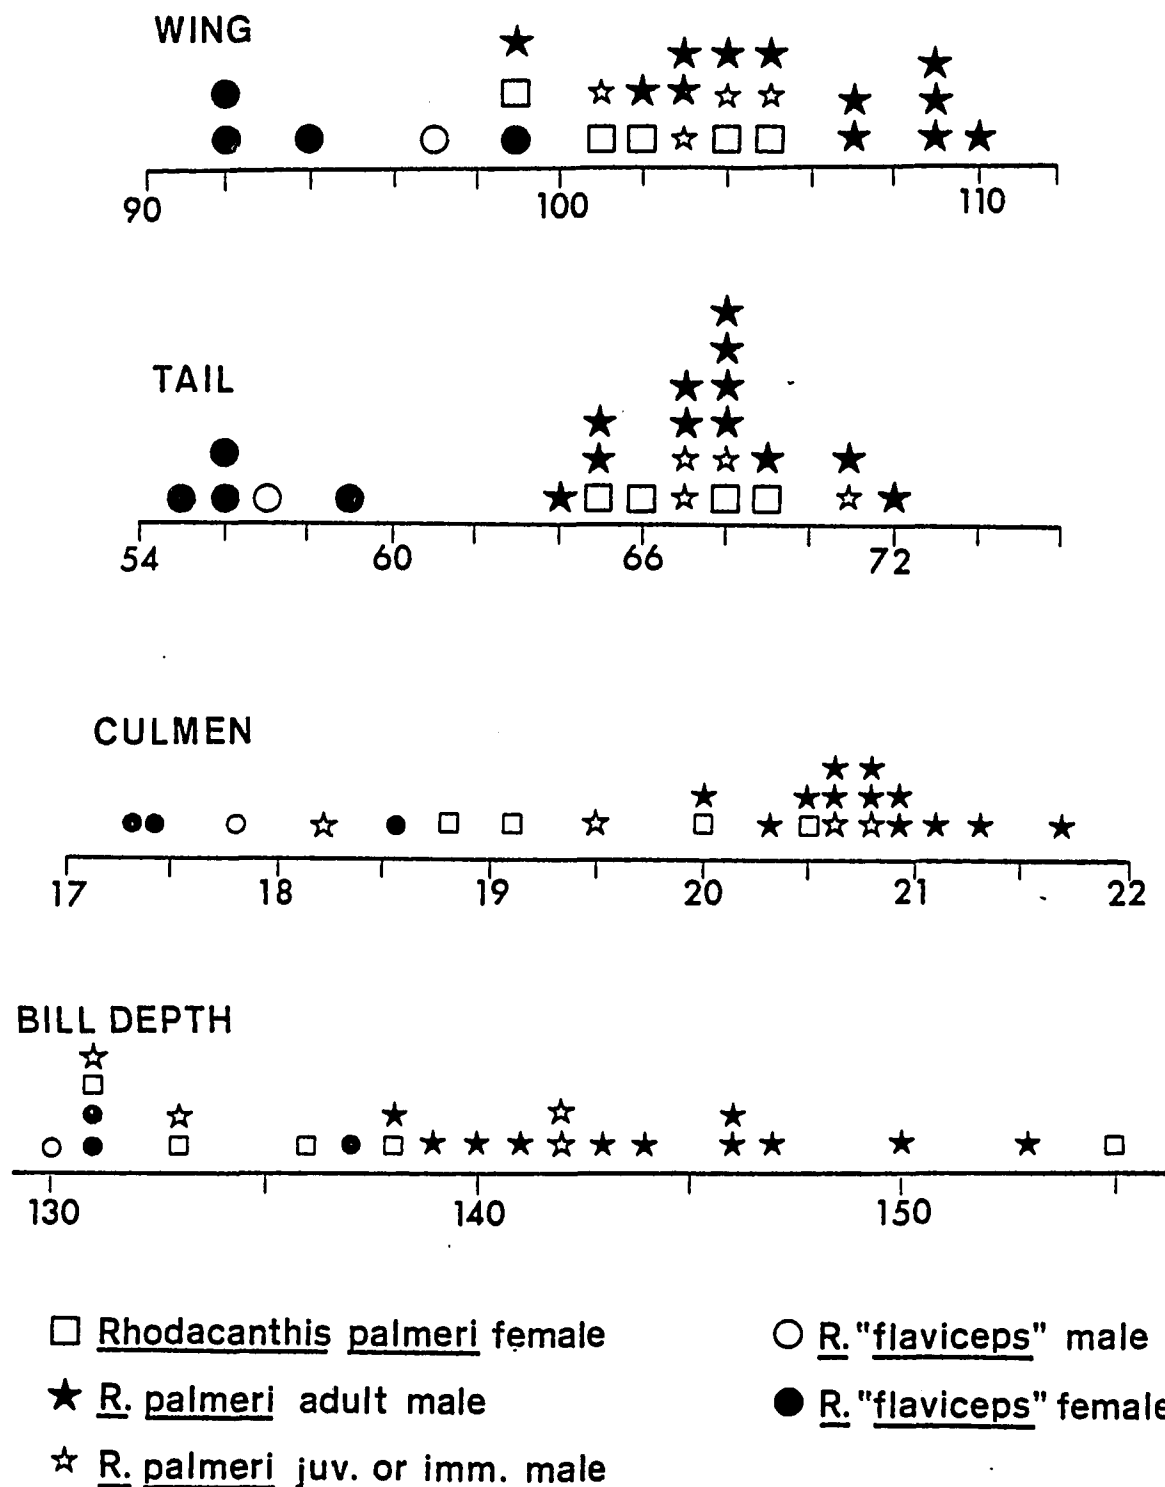 WING
90 100 110
TAIL
54 60 66 72
CULMEN
17 18 19 20 21 22
BILL DEPTH
130 140 150
Rhodacanthis palmeri female
R. "flaviceps" male
R. palmeri adult male
R. "flaviceps" female
R. palmeri juv. or imm. male